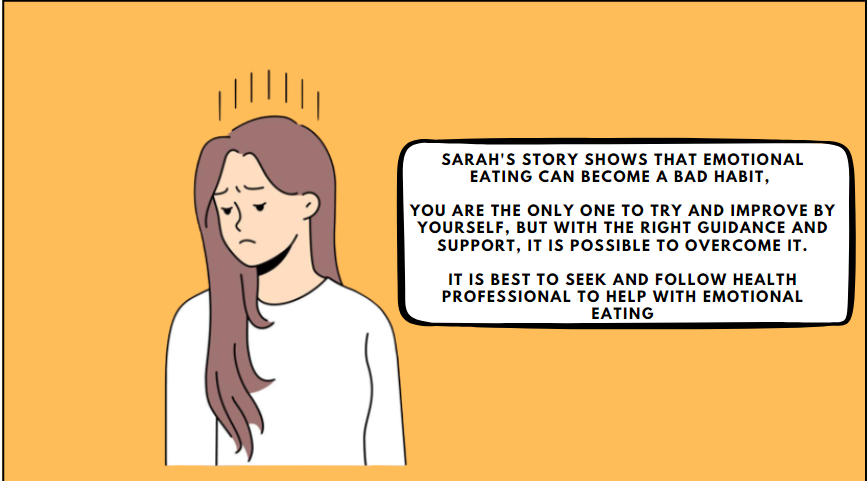 SARAH'S STORY SHOWS THAT EMOTIONAL
EATING CAN BECOME A BAD HABIT,
YOU ARE THE ONLY ONE TO TRY AND IMPROVE BY
YOURSELF, BUT WITH THE RIGHT GUIDANCE AND
SUPPORT, IT IS POSSIBLE TO OVERCOME IT.
IT IS BEST TO SEEK AND FOLLOW HEALTH
PROFESSIONAL TO HELP WITH EMOTIONAL
EATING